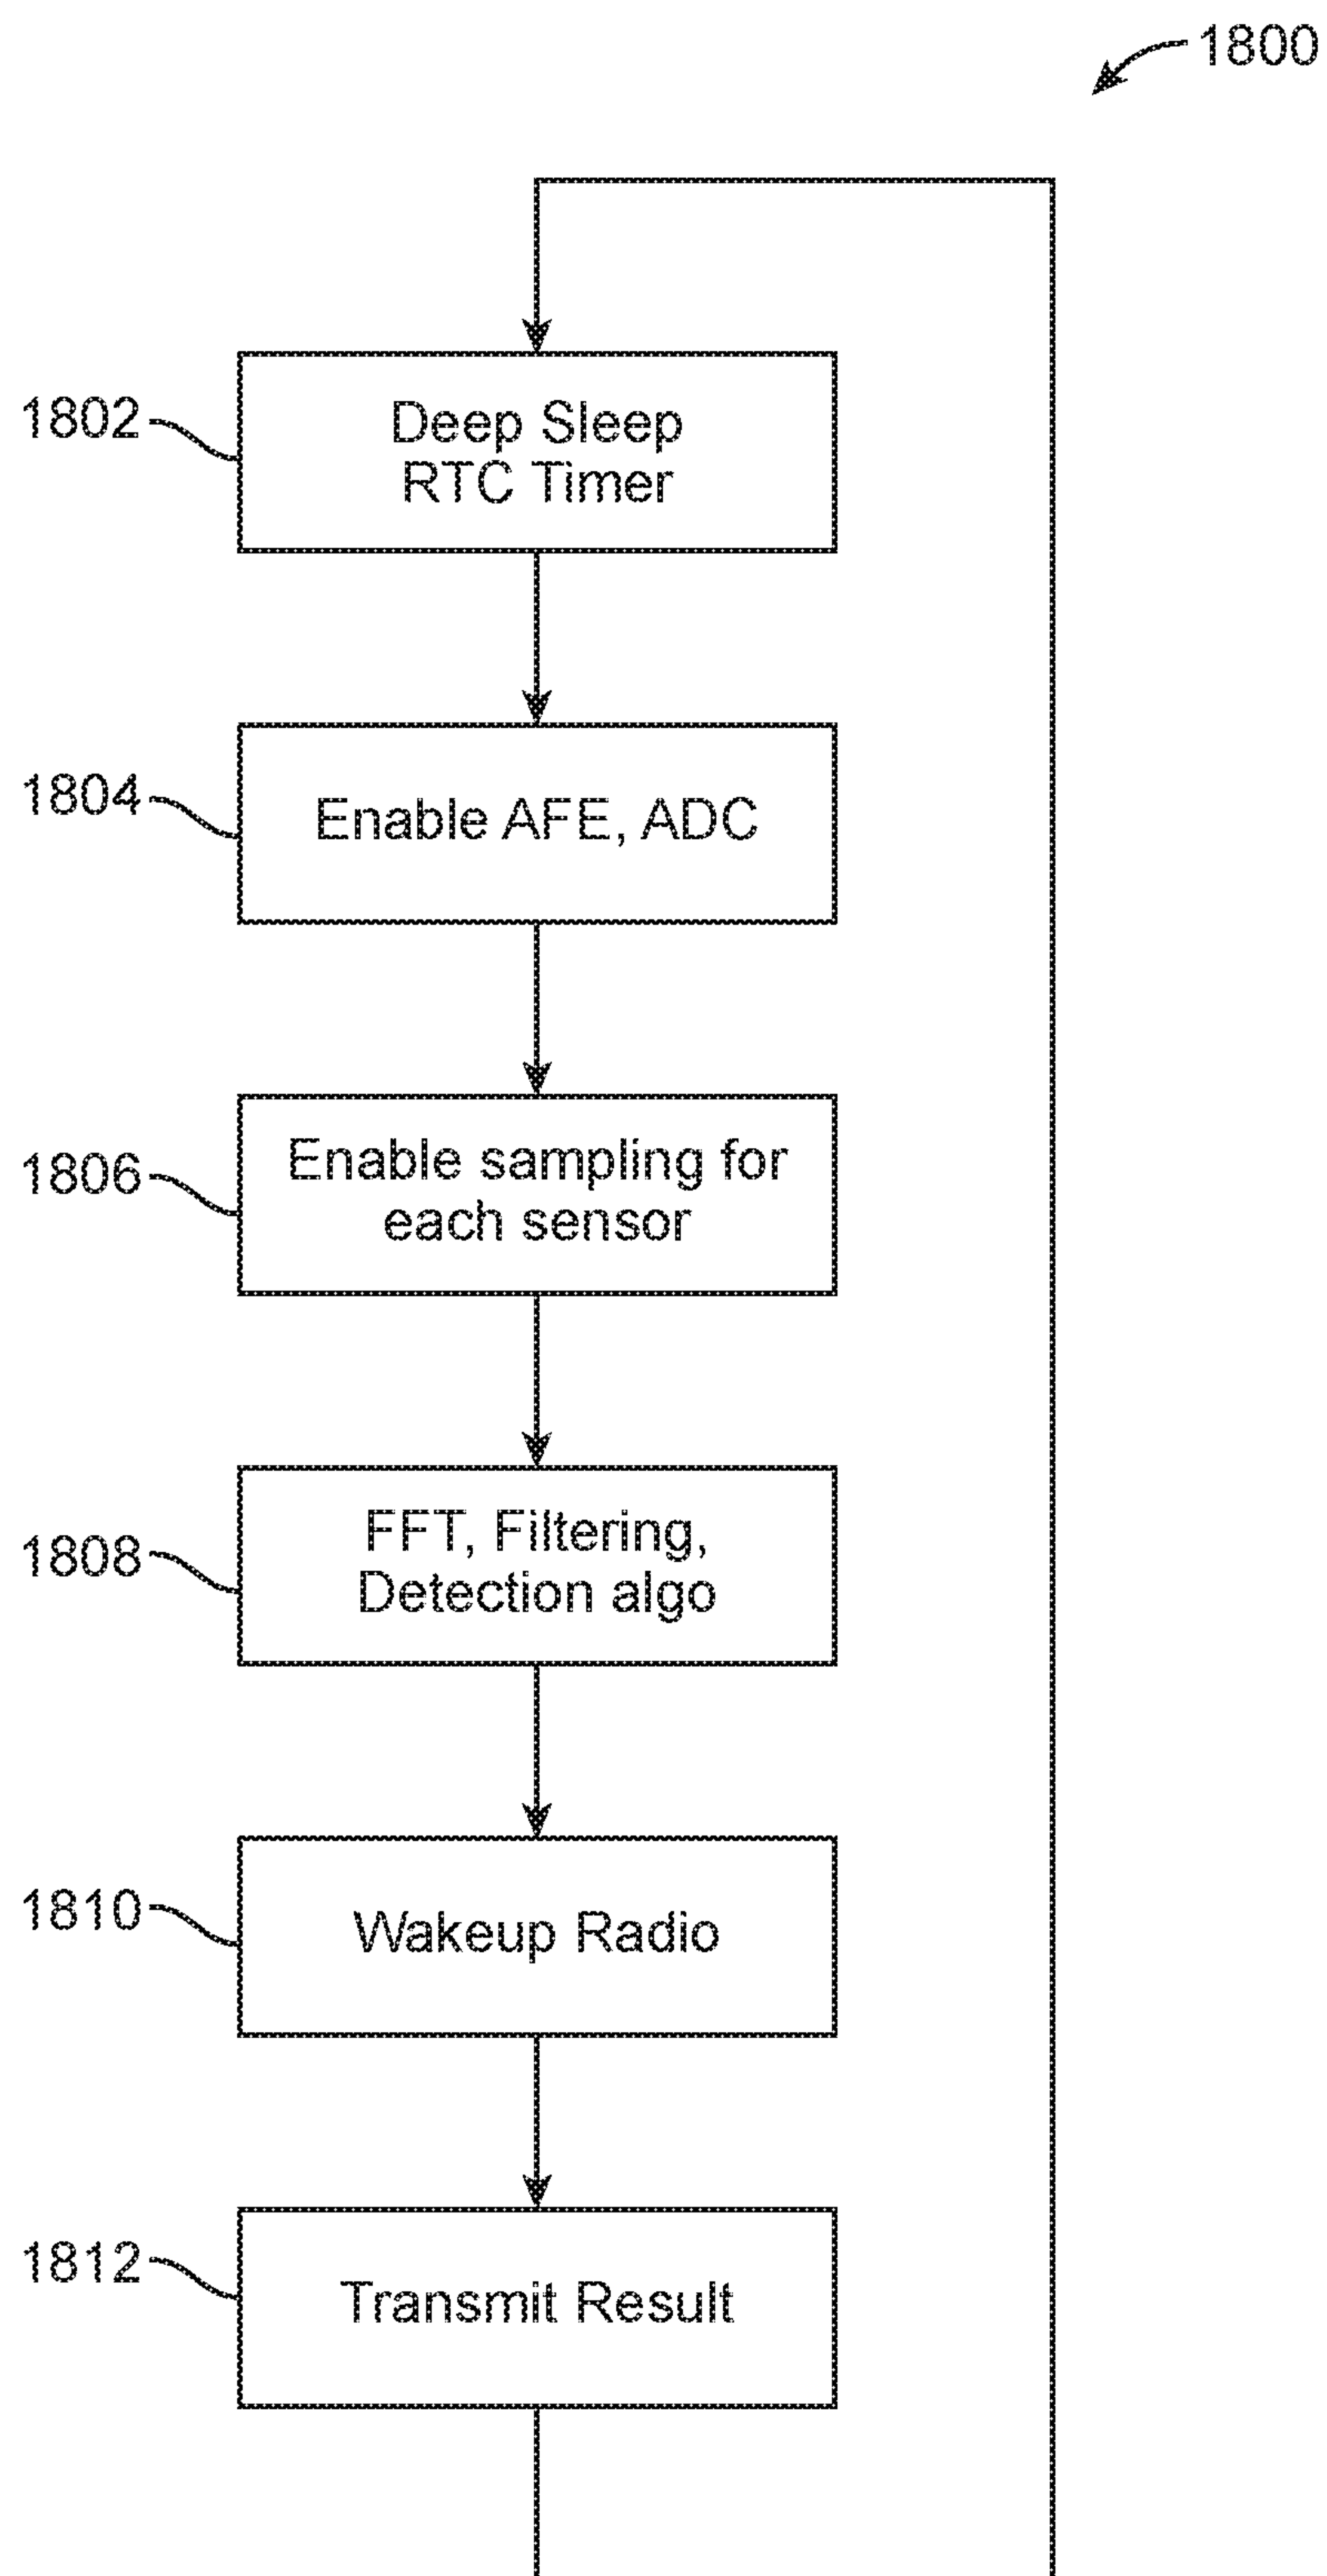 1800
1802
Deep Sleep
RTC Timer
1804
Enable AFE, ADC
1806
Enable sampling for
each sensor
1808
FFT, Filtering,
Detection algo
1810
Wakeup Radio
1812
Transmit Result